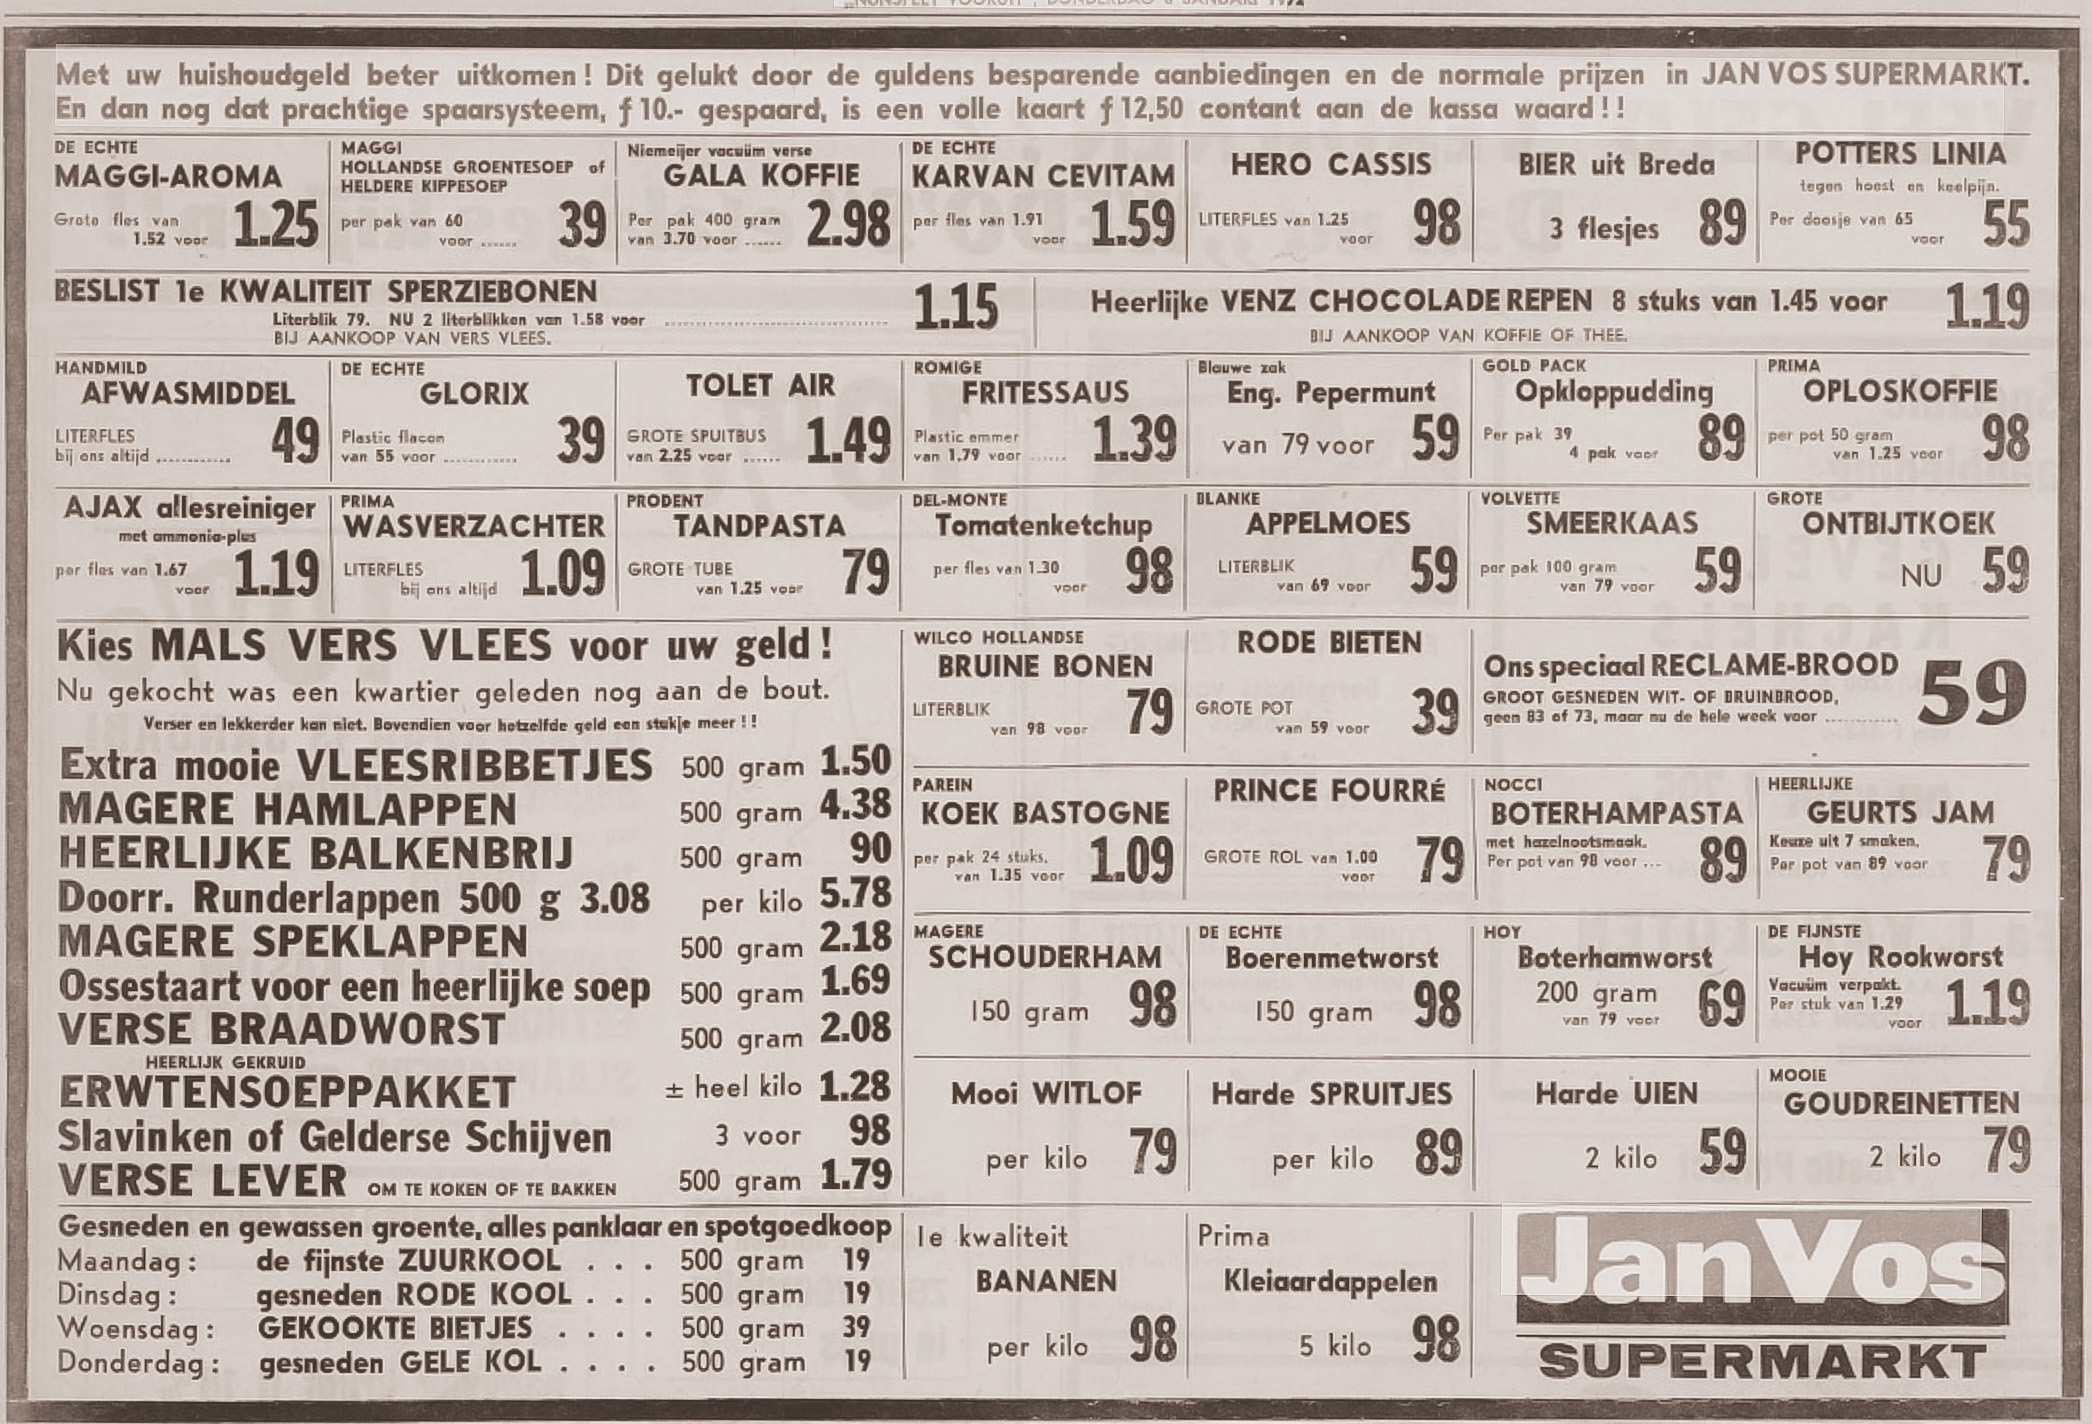 „NUNSPEET VOORUIT", DONDERDAG 6 JANUARI 1972
Met uw huishoudgeld beter uitkomen! Dit gelukt door de guldens besparende aanbiedingen en de normale prijzen in JAN VOS SUPERMARKT.
En dan nog dat prachtige spaarsysteem, ƒ 10.- gespaard, is een volle kaart ƒ 12,50 contant aan de kassa waard!!
DE ECHTE
MAGGI-AROMA
Grote fles van
1.52 voor 1.25
MAGGI
HOLLANDSE GROENTESOEP of
HELDERE KIPPESOEP
per pak van 60
voor ...... 39
Niemeijer vacuüm verse
GALA KOFFIE
Per pak 400 gram
van 3.70 voor ...... 2.98
DE ECHTE
KARVAN CEVITAM
per fles van 1.91
voor 1.59
HERO CASSIS
LITERFLES van 1.25
voor 98
BIER uit Breda
3 flesjes 89
POTTERS LINIA
tegen hoest en keelpijn.
Per doosje van 65
voor 55
BESLIST 1e KWALITEIT SPERZIEBONEN
Literblik 79. NU 2 literblikken van 1.58 voor ........ 1.15
BIJ AANKOOP VAN VERS VLEES.
Heerlijke VENZ CHOCOLADEREPEN 8 stuks van 1.45 voor 1.19
BIJ AANKOOP VAN KOFFIE OF THEE.
HANDMILD
AFWASMIDDEL
LITERFLES
bij ons altijd ............ 49
DE ECHTE
GLORIX
Plastic flacon
van 55 voor ............ 39
TOLET AIR
GROTE SPUITBUS
van 2.25 voor ...... 1.49
ROMIGE
FRITESSAUS
Plastic emmer
van 1.79 voor ...... 1.39
Blauwe zak
Eng. Pepermunt
van 79 voor 59
GOLD PACK
Opkloppudding
Per pak 39
4 pak voor 89
PRIMA
OPLOSKOFFIE
per pot 50 gram
van 1.25 voor 98
AJAX allesreiniger
met ammonia-plus
per fles van 1.67
voor 1.19
PRIMA
WASVERZACHTER
LITERFLES
bij ons altijd 1.09
PRODENT
TANDPASTA
GROTE TUBE
van 1.25 voor 79
DEL-MONTE
Tomatenketchup
per fles van 1.30
voor 98
BLANKE
APPELMOES
LITERBLIK
van 69 voor 59
VOLVETTE
SMEERKAAS
per pak 100 gram
van 79 voor 59
GROTE
ONTBIJTKOEK
NU 59
Kies MALS VERS VLEES voor uw geld!
Nu gekocht was een kwartier geleden nog aan de bout.
Verser en lekkerder kan niet. Bovendien voor hetzelfde geld een stukje meer!!
Extra mooie VLEESRIBBETJES 500 gram 1.50
MAGERE HAMLAPPEN 500 gram 4.38
HEERLIJKE BALKENBRIJ 500 gram 90
Doorr. Runderlappen 500 g 3.08 per kilo 5.78
MAGERE SPEKLAPPEN 500 gram 2.18
Ossestaart voor een heerlijke soep 500 gram 1.69
VERSE BRAADWORST 500 gram 2.08
HEERLIJK GEKRUID
ERWTENSOEPPAKKET ± heel kilo 1.28
Slavinken of Gelderse Schijven 3 voor 98
VERSE LEVER OM TE KOKEN OF TE BAKKEN 500 gram 1.79
WILCO HOLLANDSE
BRUINE BONEN
LITERBLIK
van 98 voor 79
RODE BIETEN
GROTE POT
van 59 voor 39
Ons speciaal RECLAME-BROOD
GROOT GESNEDEN WIT- OF BRUINBROOD,
geen 83 of 73, maar nu de hele week voor ............ 59
PAREIN
KOEK BASTOGNE
per pak 24 stuks.
van 1.35 voor 1.09
PRINCE FOURRÉ
GROTE ROL van 1.00
voor 79
NOCCI
BOTERHAMPASTA
met hazelnootsmaak.
Per pot van 98 voor ... 89
HEERLIJKE
GEURTS JAM
Keuze uit 7 smaken.
Per pot van 89 voor 79
MAGERE
SCHOUDERHAM
150 gram 98
DE ECHTE
Boerenmetworst
150 gram 98
HOY
Boterhamworst
200 gram
van 79 voor 69
DE FIJNSTE
Hoy Rookworst
Vacuüm verpakt.
Per stuk van 1.29
voor 1.19
Mooi WITLOF
per kilo 79
Harde SPRUITJES
per kilo 89
Harde UIEN
2 kilo 59
MOOIE
GOUDREINETTEN
2 kilo 79
Gesneden en gewassen groente, alles panklaar en spotgoedkoop
Maandag: de fijnste ZUURKOOL . . . 500 gram 19
Dinsdag: gesneden RODE KOOL . . . 500 gram 19
Woensdag: GEKOOKTE BIETJES . . . . 500 gram 39
Donderdag: gesneden GELE KOL . . . . 500 gram 19
1e kwaliteit
BANANEN
per kilo 98
Prima
Kleiaardappelen
5 kilo 98
Jan Vos
SUPERMARKT